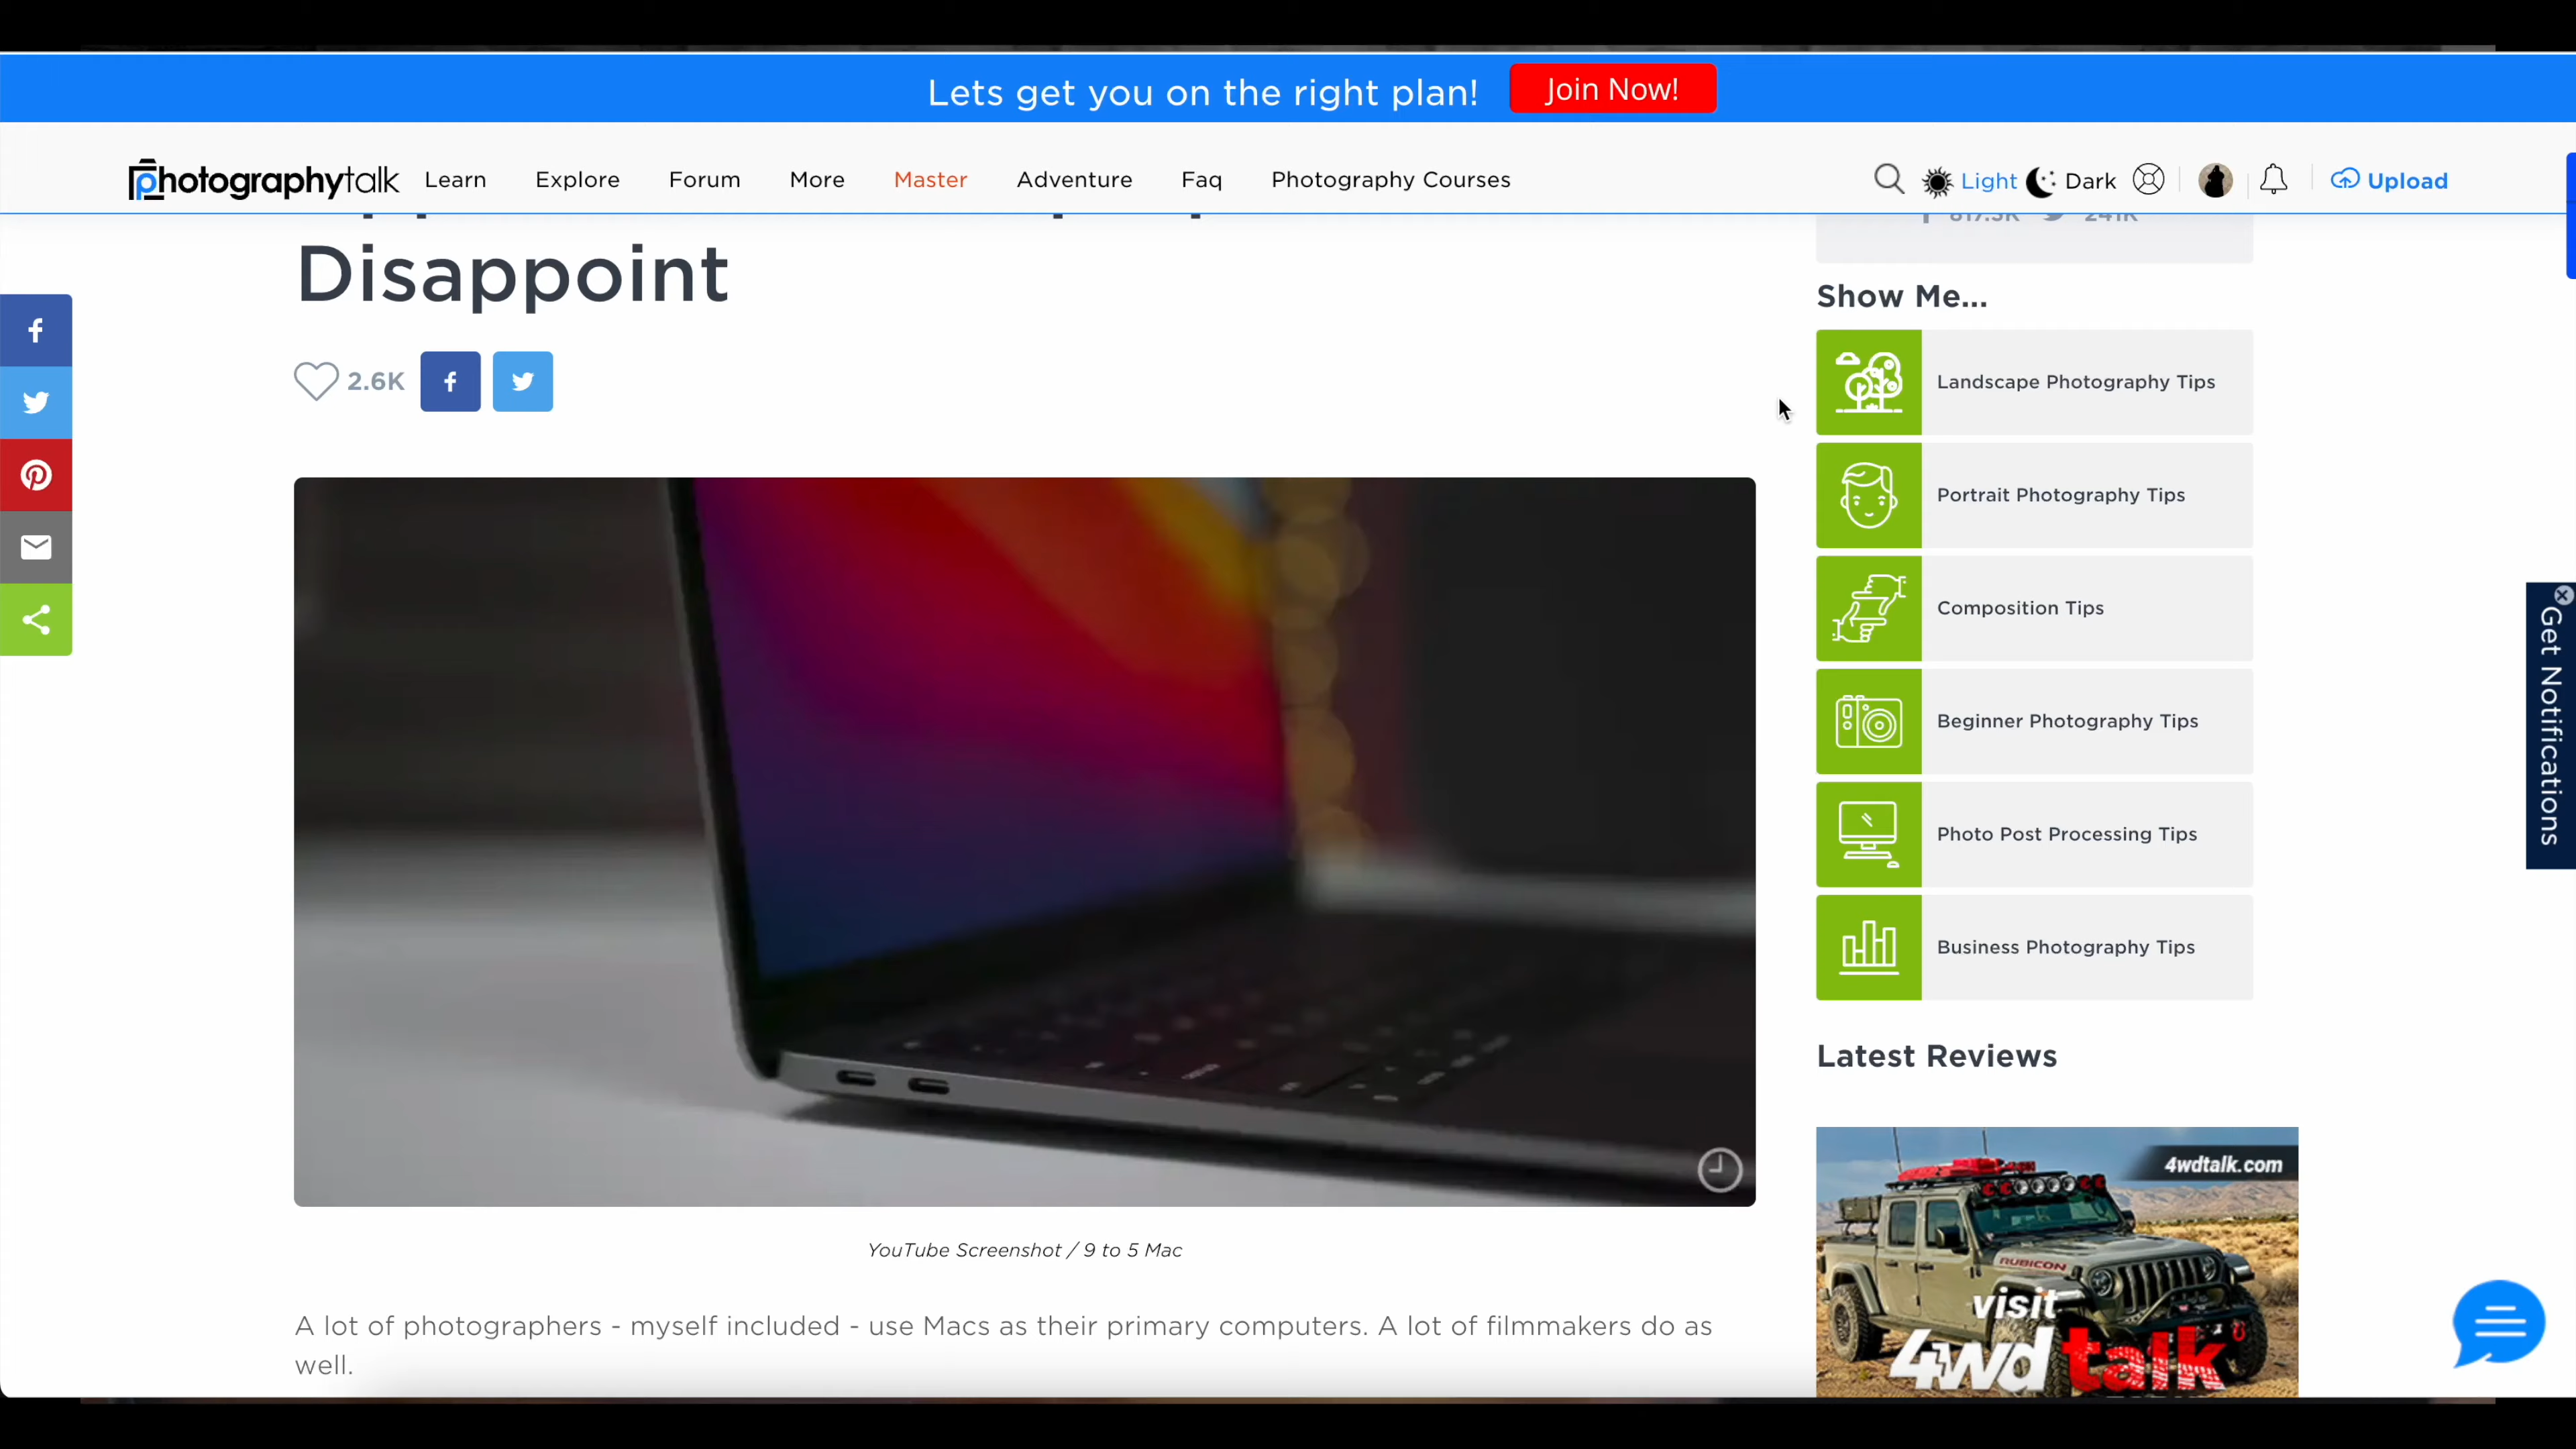 Lets get you on the right plan!
Join Now!
photographytalk
Learn
Explore
Forum
More
Master
Adventure
Faq
Photography Courses
Light
Dark
Upload
Disappoint
2.6K
817.3K
241K
Show Me...
Landscape Photography Tips
Portrait Photography Tips
Composition Tips
Beginner Photography Tips
Photo Post Processing Tips
Business Photography Tips
Get Notifications
Latest Reviews
4wdtalk.com
RUBICON
visit
4wd talk
YouTube Screenshot / 9 to 5 Mac
A lot of photographers - myself included - use Macs as their primary computers. A lot of filmmakers do as
well.